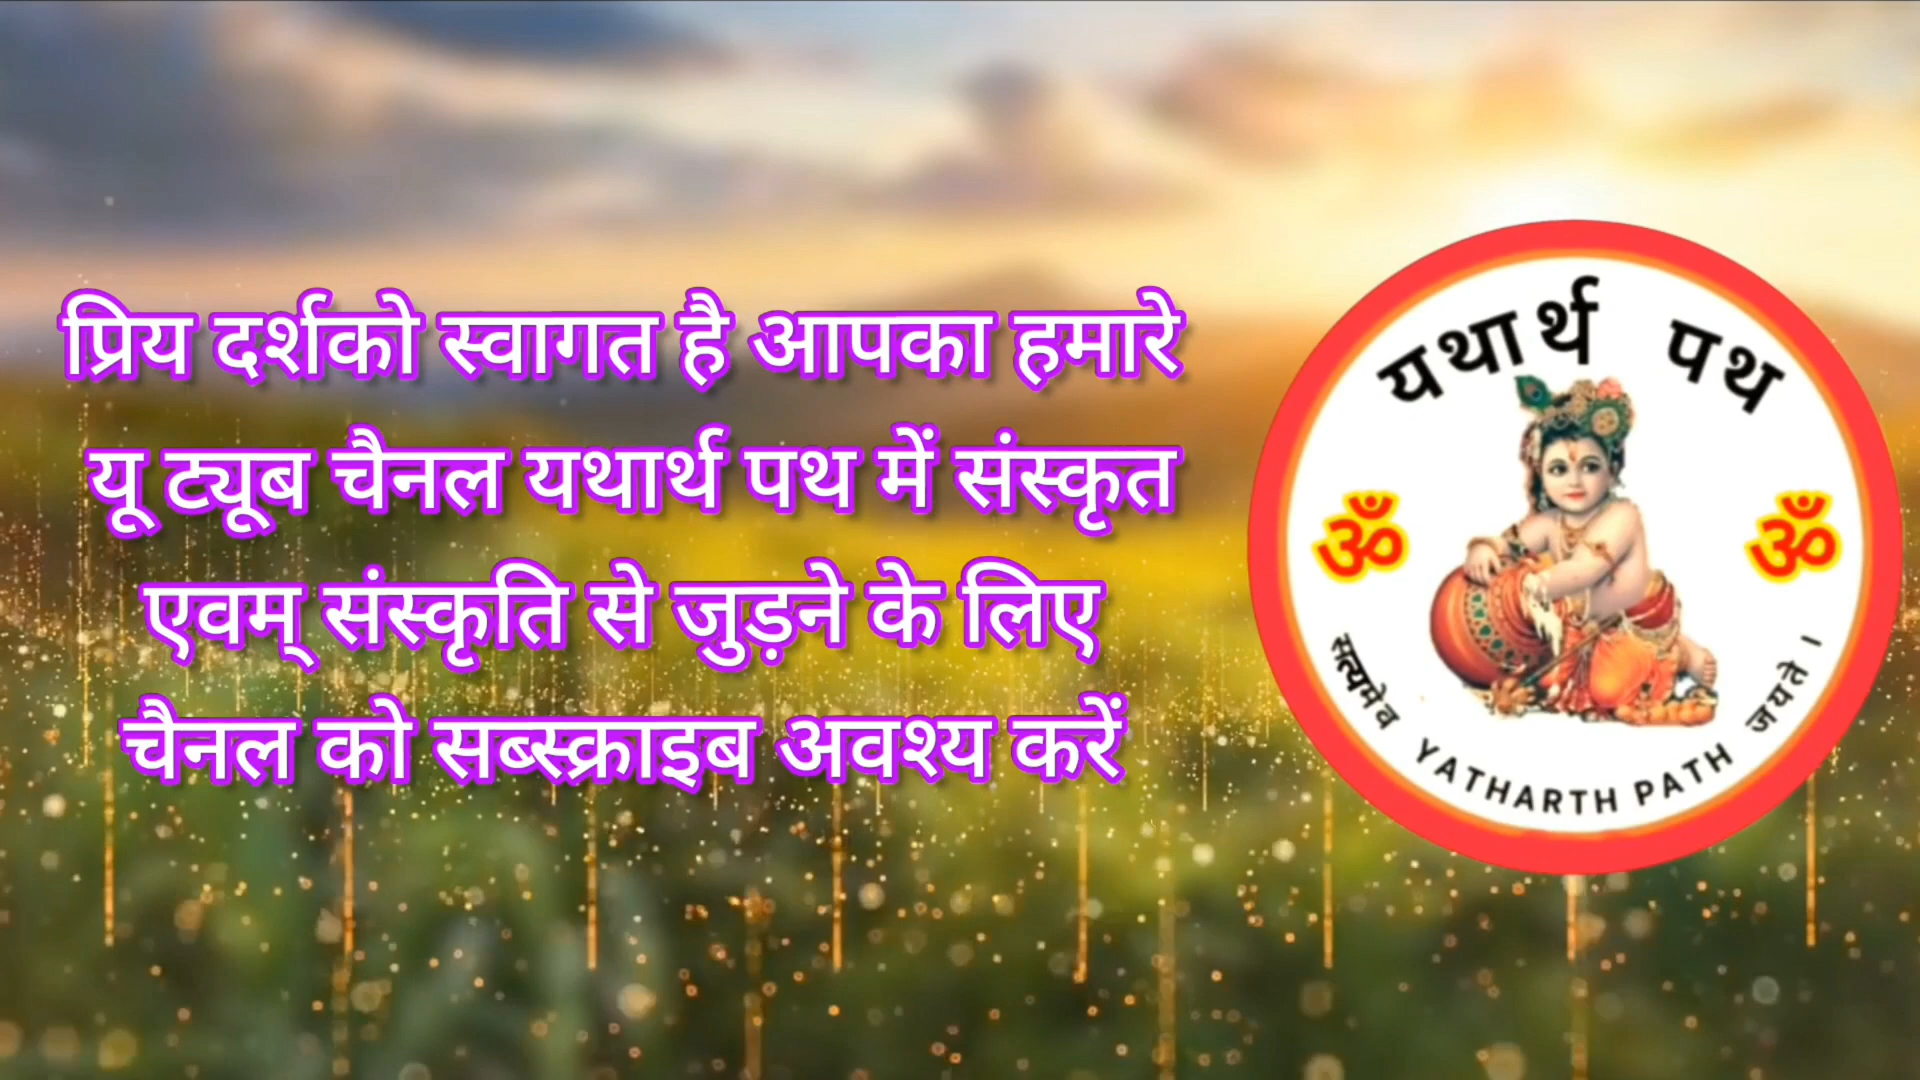 प्रिय दर्शको स्वागत है आपका हमारे
यू ट्यूब चैनल यथार्थ पथ में संस्कृत
एवम् संस्कृति से जुड़ने के लिए
चैनल को सब्स्क्राइब अवश्य करें
यथार्थ पथ
ॐ ॐ
सत्यमेव जयते ।
YATHARTH PATH